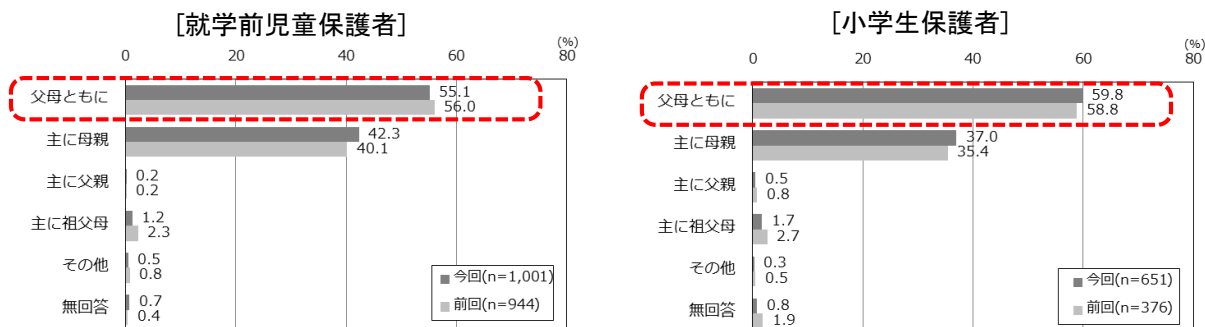 [就学前児童保護者]
(%)
0 20 40 60 80
父母ともに 55.1
56.0
主に母親 42.3
40.1
主に父親 0.2
0.2
主に祖父母 1.2
2.3
その他 0.5
0.8
無回答 0.7
0.4
■今回(n=1,001)
■前回(n=944)
[小学生保護者]
(%)
0 20 40 60 80
父母ともに 59.8
58.8
主に母親 37.0
35.4
主に父親 0.5
0.8
主に祖父母 1.7
2.7
その他 0.3
0.5
無回答 0.8
1.9
■今回(n=651)
■前回(n=376)